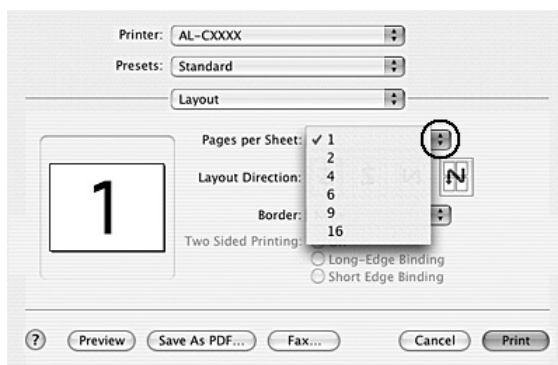 Printer: AL-CXXXX
Presets: Standard
Layout
Pages per Sheet: ✓ 1
2
Layout Direction: 4
6
Border: 9
16
Two Sided Printing:
Long-Edge Binding
Short Edge Binding
1
? Preview Save As PDF... Fax... Cancel Print